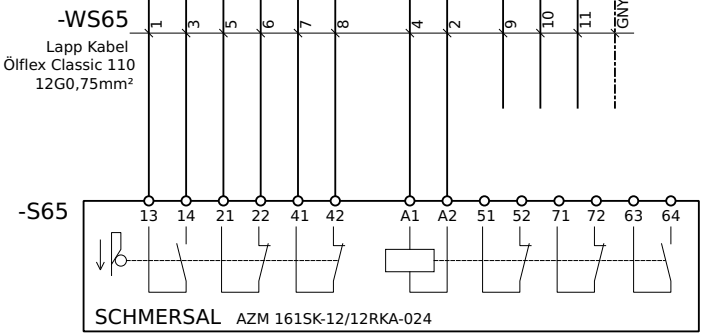 -WS65
Lapp Kabel
Ölflex Classic 110
12G0,75mm²
1 3 5 6 7 8 4 2 9 10 11 GNY
-S65
13 14 21 22 41 42 A1 A2 51 52 71 72 63 64
SCHMERSAL AZM 161SK-12/12RKA-024